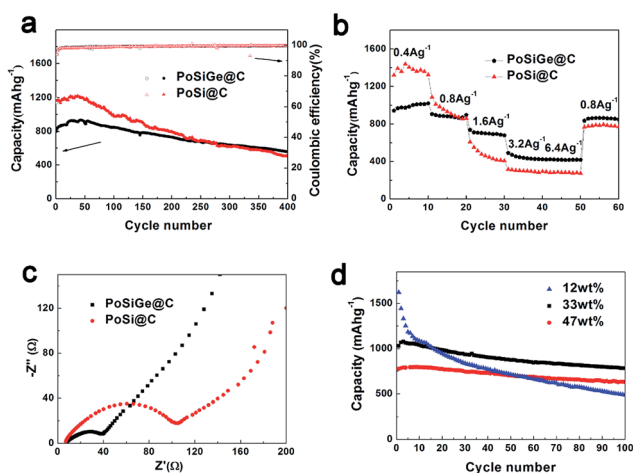 a
Capacity(mAhg⁻¹)
1800
1600
1200
800
400
0
PoSiGe@C
PoSi@C
100
80
60
40
20
0
Coulombic efficiency(%)
0 50 100 150 200 250 300 350 400
Cycle number
b
Capacity(mAhg⁻¹)
1600
1200
800
400
0
0.4Ag⁻¹
0.8Ag⁻¹
1.6Ag⁻¹
3.2Ag⁻¹
6.4Ag⁻¹
0.8Ag⁻¹
PoSiGe@C
PoSi@C
0 10 20 30 40 50 60
Cycle number
c
-Z'' (Ω)
120
80
40
0
PoSiGe@C
PoSi@C
0 40 80 120 160 200
Z'(Ω)
d
Capacity (mAhg⁻¹)
1500
1000
500
0
12wt%
33wt%
47wt%
0 10 20 30 40 50 60 70 80 90 100
Cycle number